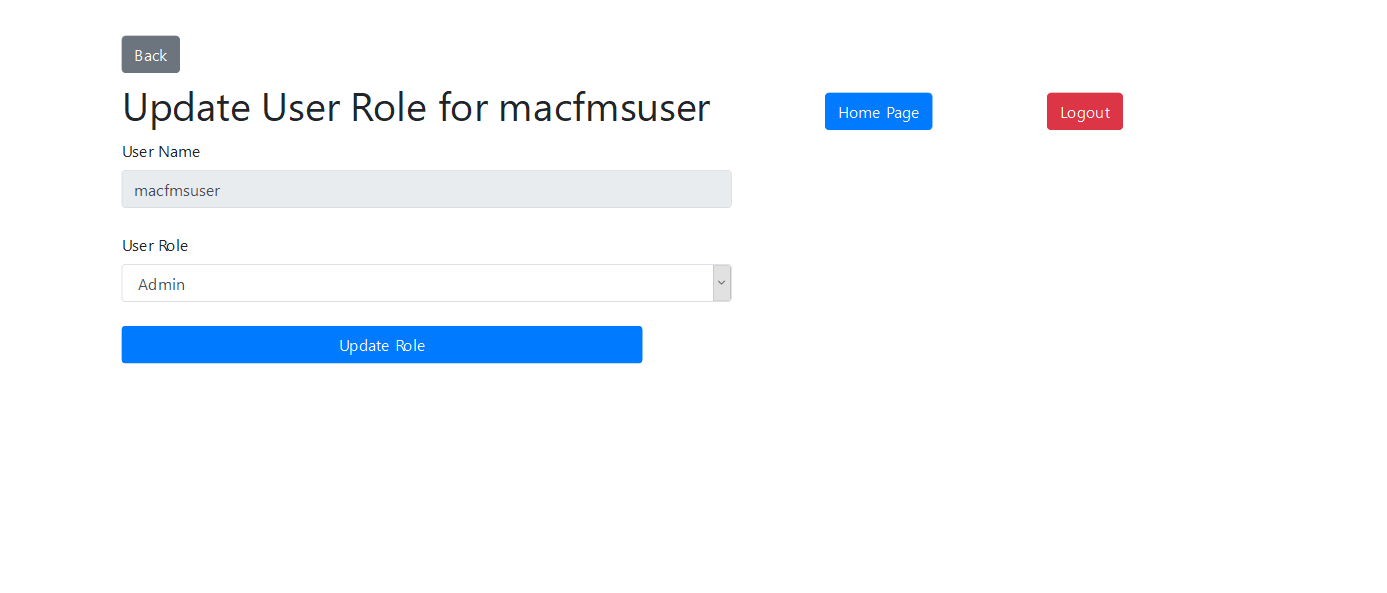 Back
Update User Role for macfmsuser
Home Page
Logout
User Name
macfmsuser
User Role
Admin
Update Role